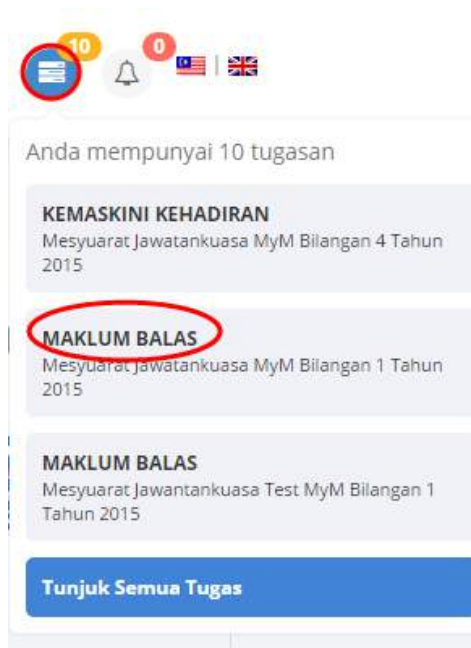 10
0
|
Anda mempunyai 10 tugasan
KEMASKINI KEHADIRAN
Mesyuarat Jawatankuasa MyM Bilangan 4 Tahun
2015
MAKLUM BALAS
Mesyuarat Jawatankuasa MyM Bilangan 1 Tahun
2015
MAKLUM BALAS
Mesyuarat Jawantankuasa Test MyM Bilangan 1
Tahun 2015
Tunjuk Semua Tugas